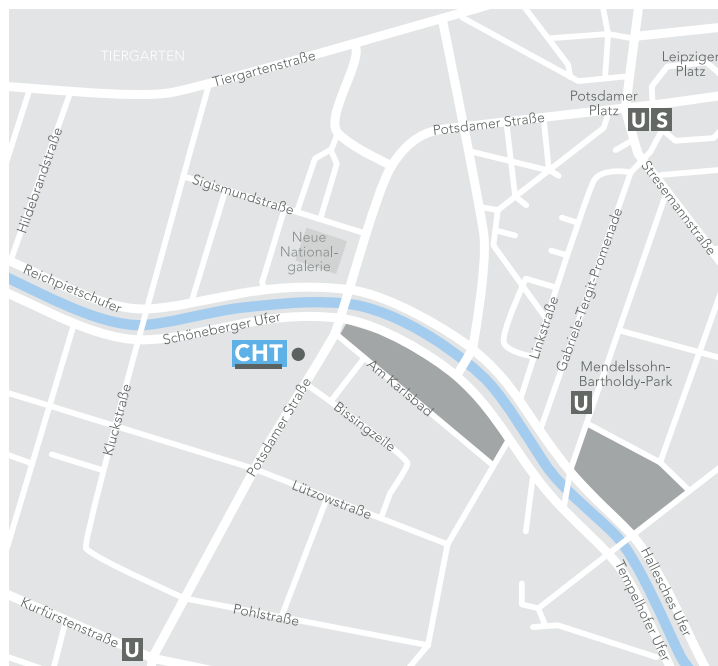 TIERGARTEN
Tiergartenstraße
Leipziger
Platz
Potsdamer
Platz
U S
Potsdamer Straße
Hildebrandstraße
Sigismundstraße
Stresemannstraße
Neue
National-
galerie
Gabriele-Tergit-Promenade
Reichpietschufer
Schöneberger Ufer
Linkstraße
CHT
Mendelssohn-
Bartholdy-Park
U
Am Karlsbad
Kluckstraße
Potsdamer Straße
Bissingzeile
Lützowstraße
Hallesches Ufer
Tempelhofer Ufer
Kurfürstenstraße
U
Pohlstraße